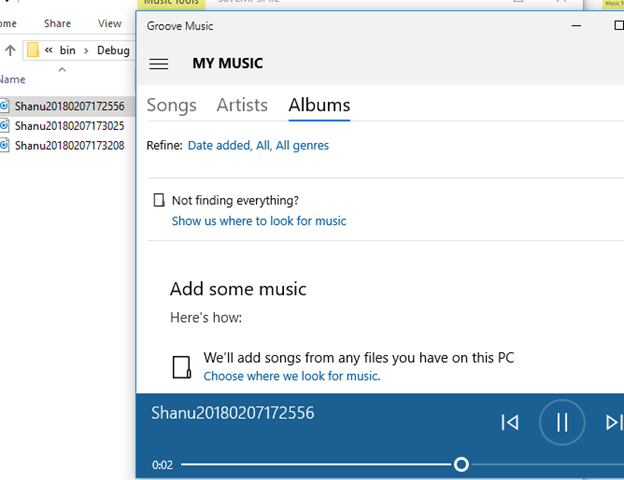 Music Tools
ome Share View
« bin > Debug
Name
Shanu20180207172556
Shanu20180207173025
Shanu20180207173208
Groove Music
MY MUSIC
Songs Artists Albums
Refine: Date added, All, All genres
Not finding everything?
Show us where to look for music
Add some music
Here's how:
We'll add songs from any files you have on this PC
Choose where we look for music.
Shanu20180207172556
0:02